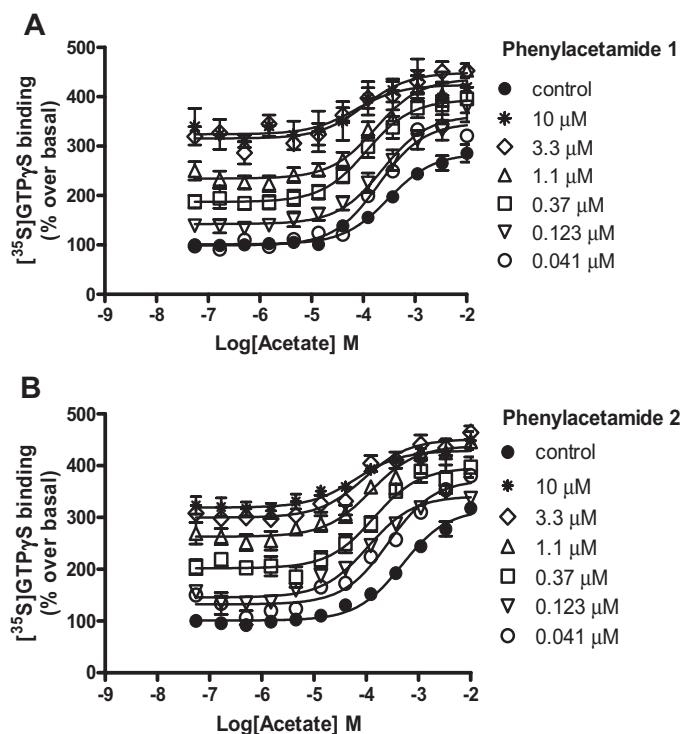 A
500
400
300
200
100
0
[³⁵S]GTPγS binding
(% over basal)
-9 -8 -7 -6 -5 -4 -3 -2
Log[Acetate] M
Phenylacetamide 1
control
10 μM
3.3 μM
1.1 μM
0.37 μM
0.123 μM
0.041 μM
B
500
400
300
200
100
0
[³⁵S]GTPγS binding
(% over basal)
-9 -8 -7 -6 -5 -4 -3 -2
Log[Acetate] M
Phenylacetamide 2
control
10 μM
3.3 μM
1.1 μM
0.37 μM
0.123 μM
0.041 μM